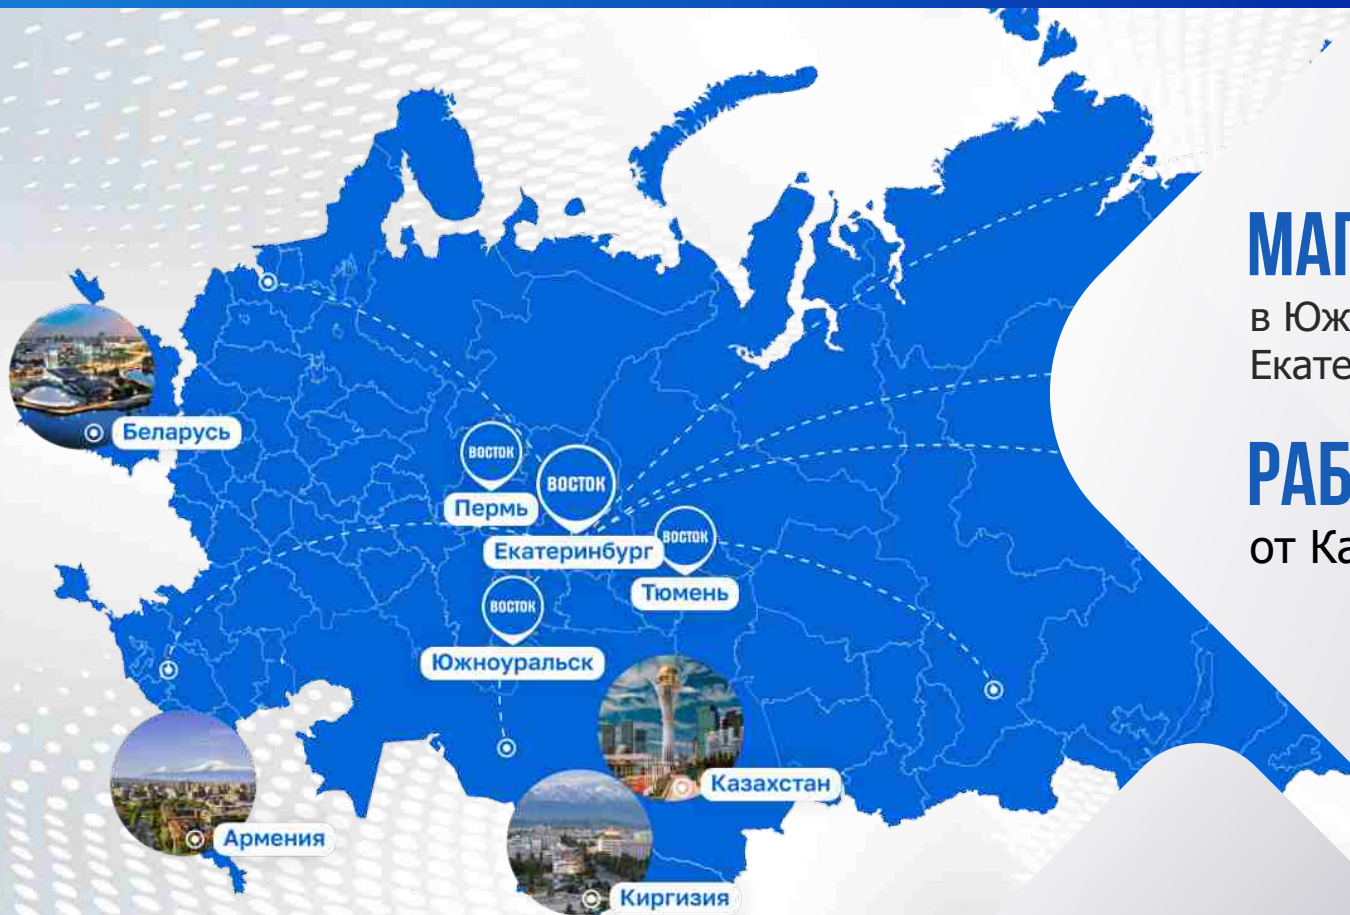 МАГ
в Юж
Екате
РАБ
от Ка
Беларусь
ВОСТОК
Пермь
ВОСТОК
Екатеринбург
ВОСТОК
Тюмень
ВОСТОК
Южноуральск
Казахстан
Армения
Киргизия